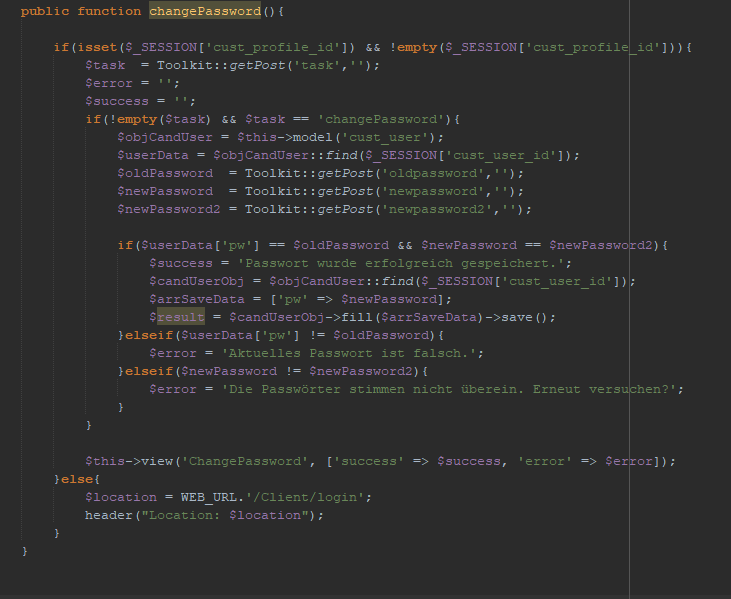 public function changePassword(){
if(isset($_SESSION['cust_profile_id']) && !empty($_SESSION['cust_profile_id'])){
$task  = Toolkit::getPost('task','');
$error = '';
$success = '';
if(!empty($task) && $task == 'changePassword'){
$objCandUser = $this->model('cust_user');
$userData = $objCandUser::find($_SESSION['cust_user_id']);
$oldPassword  = Toolkit::getPost('oldpassword','');
$newPassword  = Toolkit::getPost('newpassword','');
$newPassword2 = Toolkit::getPost('newpassword2','');
if($userData['pw'] == $oldPassword && $newPassword == $newPassword2){
$success = 'Passwort wurde erfolgreich gespeichert.';
$candUserObj = $objCandUser::find($_SESSION['cust_user_id']);
$arrSaveData = ['pw' => $newPassword];
$result = $candUserObj->fill($arrSaveData)->save();
}elseif($userData['pw'] != $oldPassword){
$error = 'Aktuelles Passwort ist falsch.';
}elseif($newPassword != $newPassword2){
$error = 'Die Passwörter stimmen nicht überein. Erneut versuchen?';
}
}
$this->view('ChangePassword', ['success' => $success, 'error' => $error]);
}else{
$location = WEB_URL.'/Client/login';
header("Location: $location");
}
}